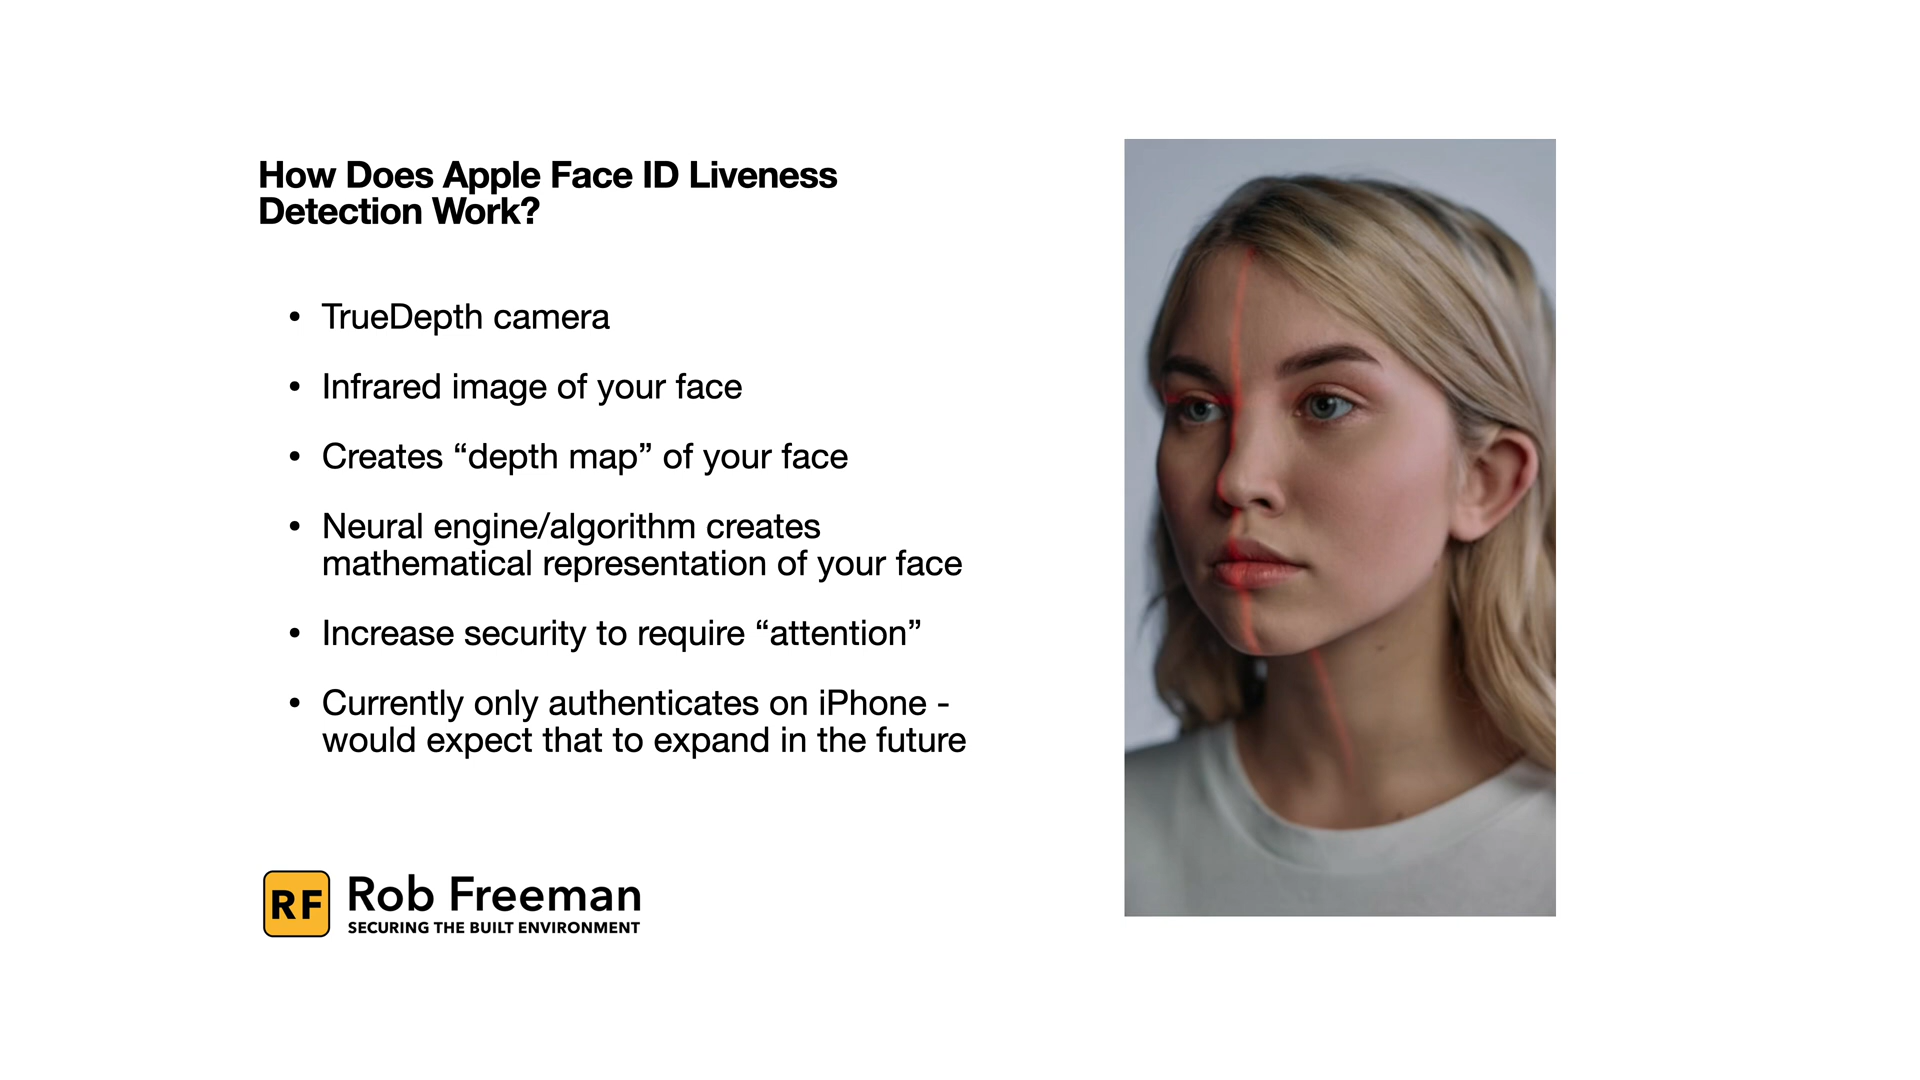 How Does Apple Face ID Liveness
Detection Work?
• TrueDepth camera
• Infrared image of your face
• Creates “depth map” of your face
• Neural engine/algorithm creates
mathematical representation of your face
• Increase security to require “attention”
• Currently only authenticates on iPhone -
would expect that to expand in the future
RF
Rob Freeman
SECURING THE BUILT ENVIRONMENT